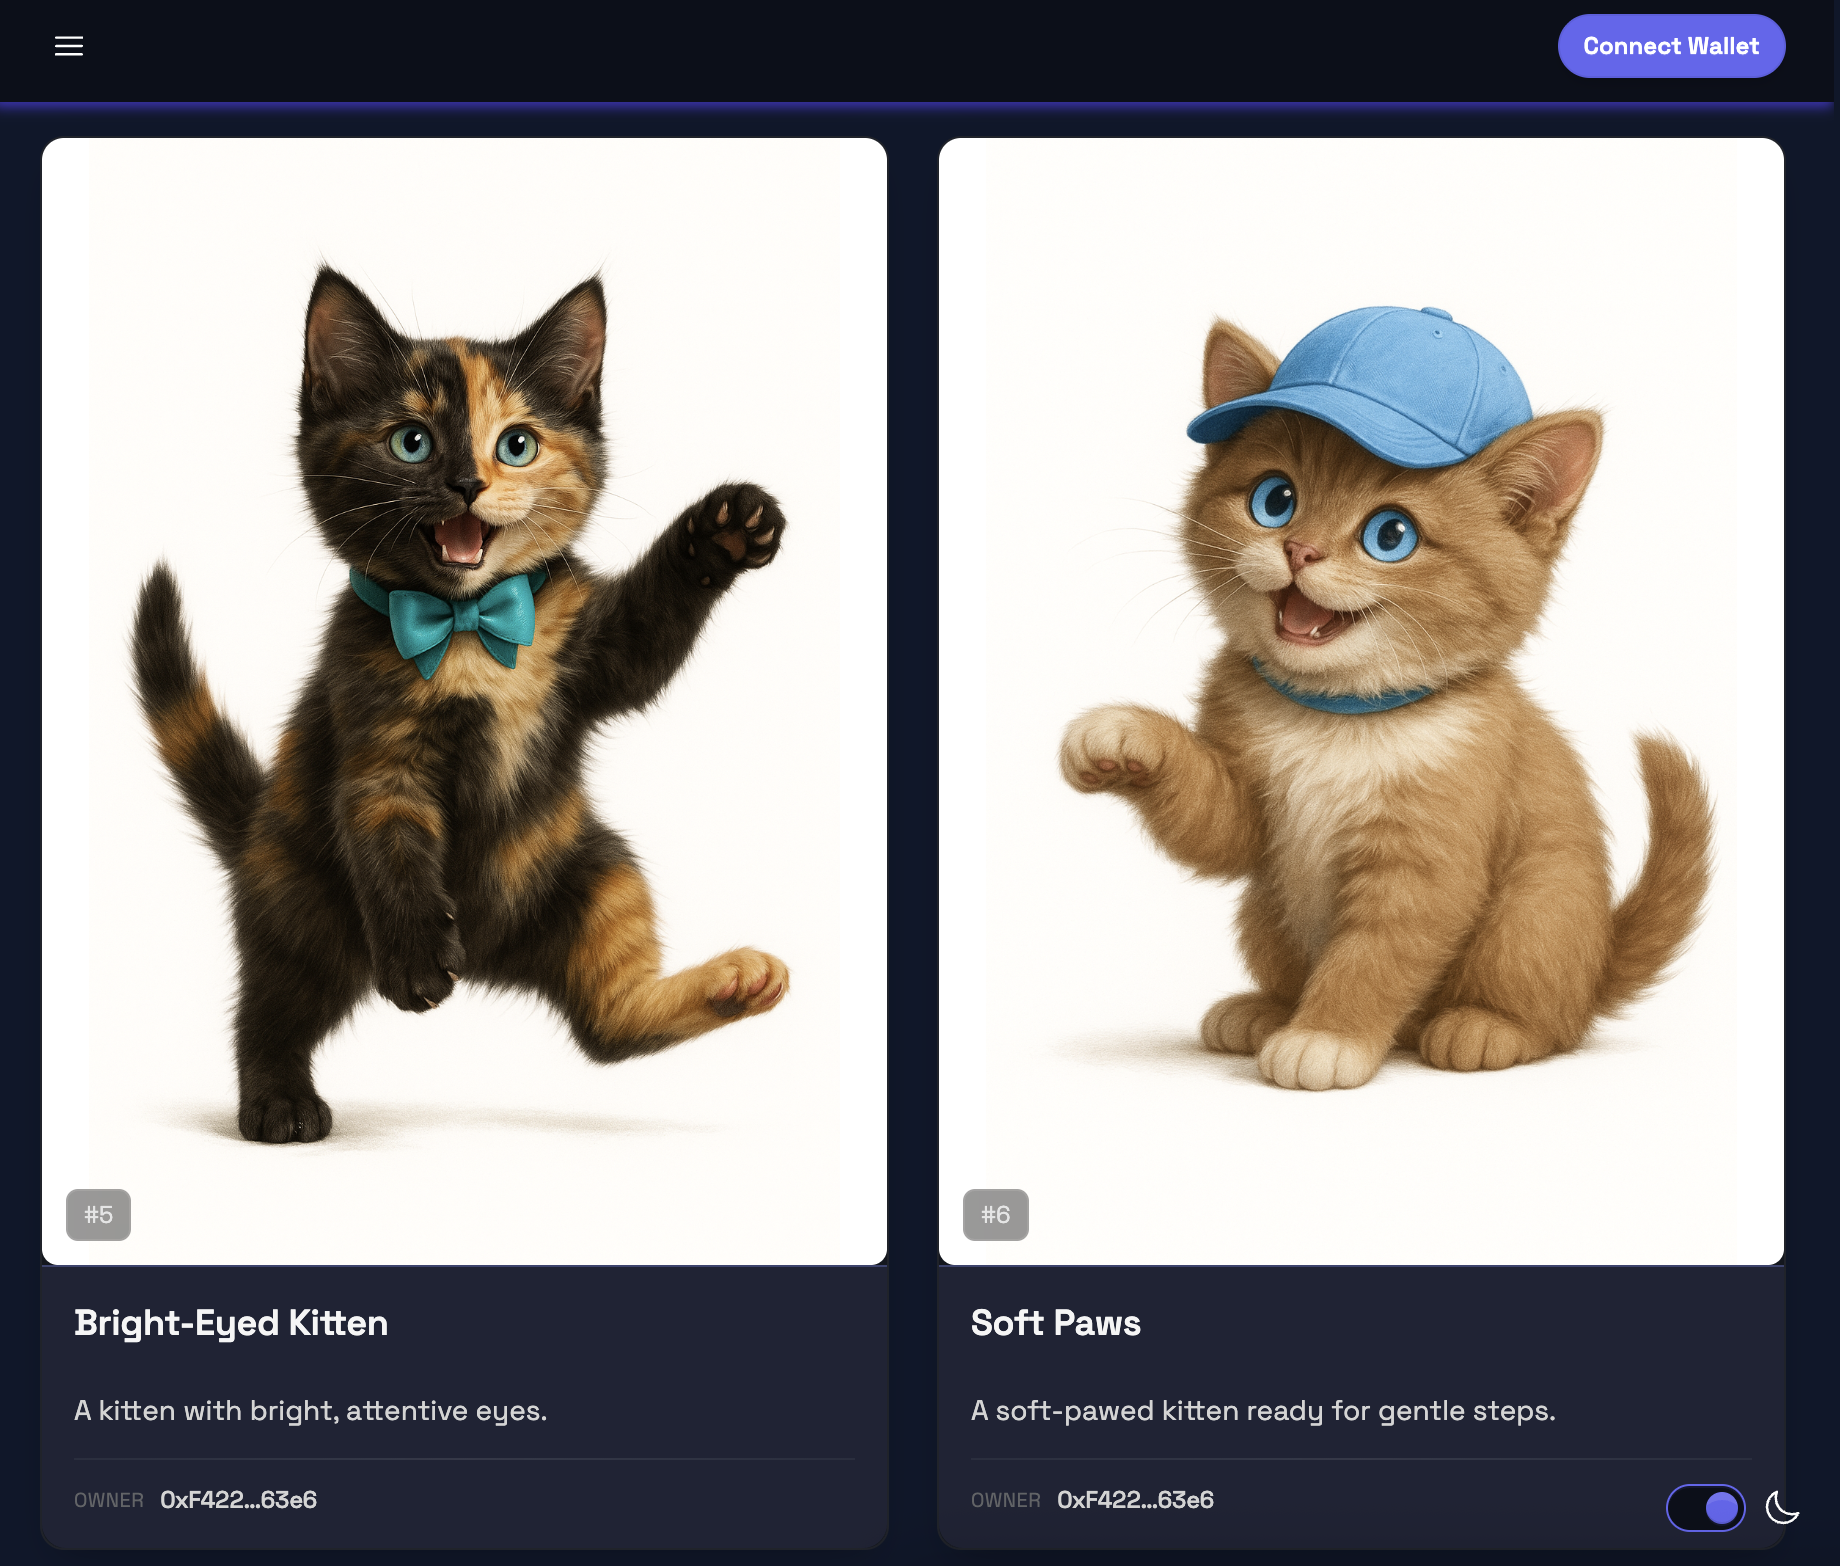 Connect Wallet
#5
Bright-Eyed Kitten
A kitten with bright, attentive eyes.
OWNER 0xF422...63e6
#6
Soft Paws
A soft-pawed kitten ready for gentle steps.
OWNER 0xF422...63e6